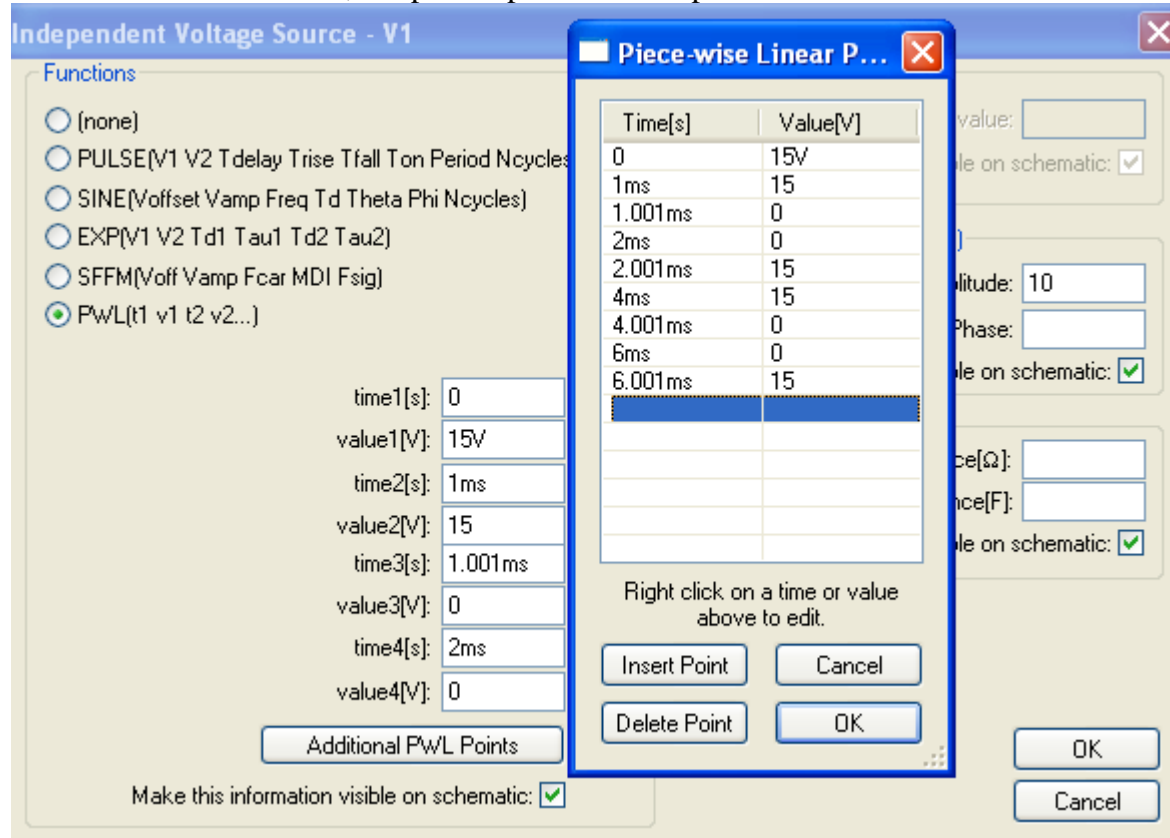 Independent Voltage Source - V1
Functions
(none)
PULSE(V1 V2 Tdelay Trise Tfall Ton Period Ncycles
SINE(Voffset Vamp Freq Td Theta Phi Ncycles)
EXP(V1 V2 Td1 Tau1 Td2 Tau2)
SFFM(Voff Vamp Fcar MDI Fsig)
PWL(t1 v1 t2 v2...)
time1[s]: 0
value1[V]: 15V
time2[s]: 1ms
value2[V]: 15
time3[s]: 1.001ms
value3[V]: 0
time4[s]: 2ms
value4[V]: 0
Additional PWL Points
Make this information visible on schematic:
Piece-wise Linear P...
Time[s] Value[V]
0 15V
1ms 15
1.001ms 0
2ms 0
2.001ms 15
4ms 15
4.001ms 0
6ms 0
6.001ms 15
Right click on a time or value
above to edit.
Insert Point Cancel
Delete Point OK
value:
on schematic:
10
Phase:
on schematic:
[Ω]:
[F]:
on schematic:
OK
Cancel